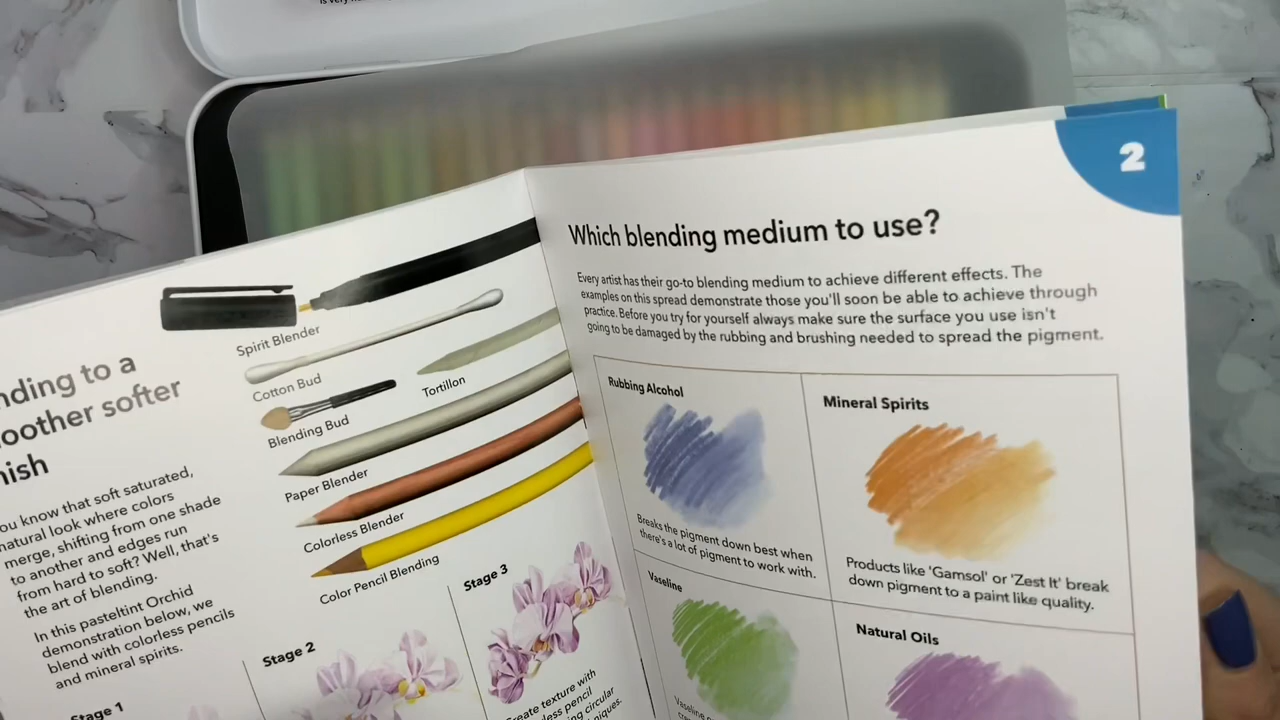 is very
2
nding to a
oother softer
nish
ou know that soft saturated,
natural look where colors
merge, shifting from one shade
to another and edges run
from hard to soft? Well, that's
the art of blending.
In this pasteltint Orchid
demonstration below, we
blend with colorless pencils
and mineral spirits.
Spirit Blender
Cotton Bud
Tortillon
Blending Bud
Paper Blender
Colorless Blender
Color Pencil Blending
Stage 1
Stage 2
Stage 3
Create texture with
less pencil
ing circular
niques.
Which blending medium to use?
Every artist has their go-to blending medium to achieve different effects. The
examples on this spread demonstrate those you'll soon be able to achieve through
practice. Before you try for yourself always make sure the surface you use isn't
going to be damaged by the rubbing and brushing needed to spread the pigment.
Rubbing Alcohol
Breaks the pigment down best when
there's a lot of pigment to work with.
Mineral Spirits
Products like 'Gamsol' or 'Zest It' break
down pigment to a paint like quality.
Vaseline
Vaseline
Natural Oils